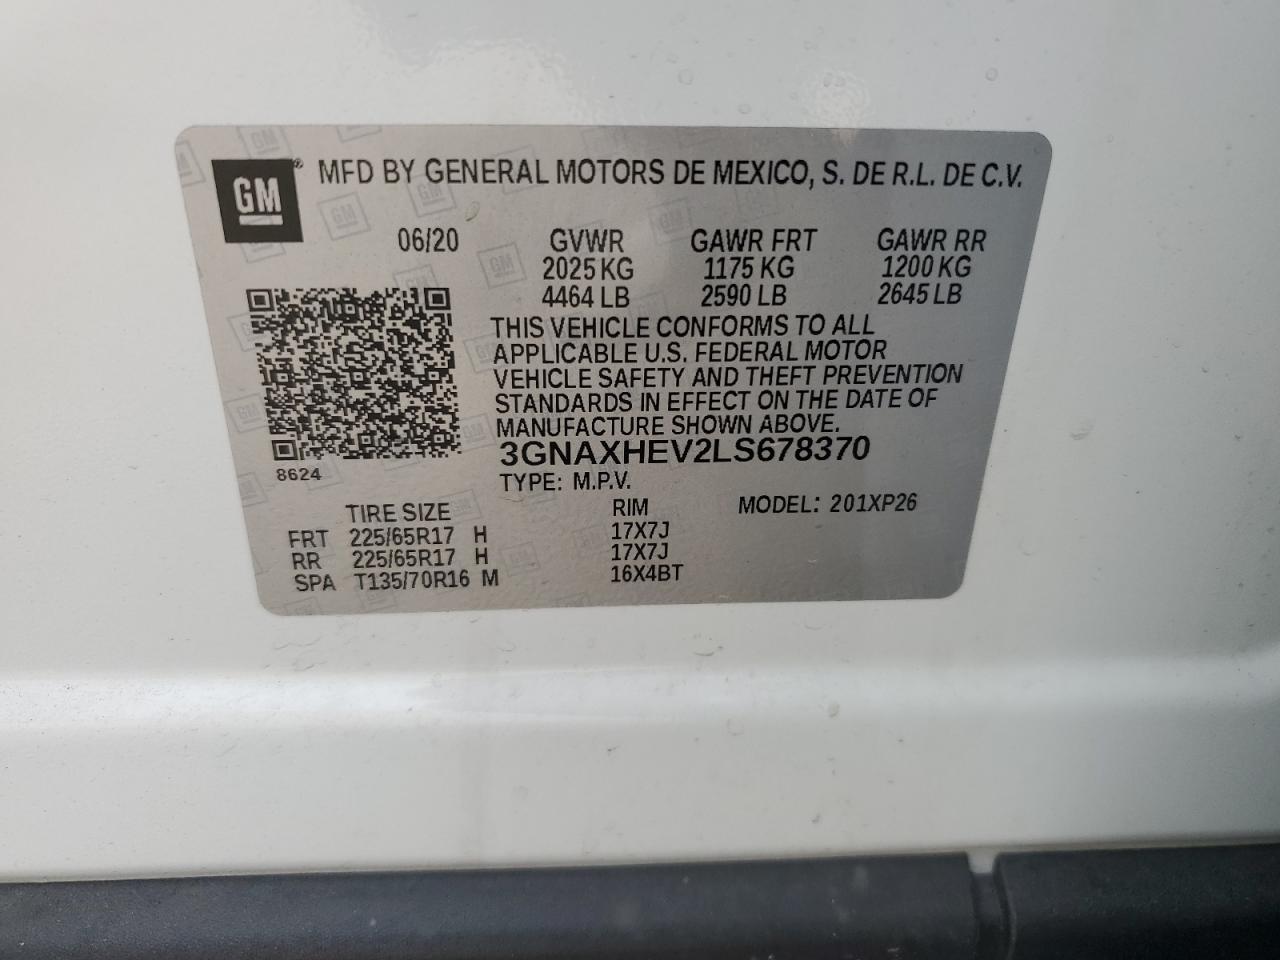 GM® MFD BY GENERAL MOTORS DE MEXICO, S. DE R.L. DE C.V.
06/20 GVWR GAWR FRT GAWR RR
2025 KG 1175 KG 1200 KG
4464 LB 2590 LB 2645 LB
THIS VEHICLE CONFORMS TO ALL
APPLICABLE U.S. FEDERAL MOTOR
VEHICLE SAFETY AND THEFT PREVENTION
STANDARDS IN EFFECT ON THE DATE OF
MANUFACTURE SHOWN ABOVE.
3GNAXHEV2LS678370
8624
TYPE: M.P.V.
TIRE SIZE RIM MODEL: 201XP26
FRT 225/65R17 H 17X7J
RR 225/65R17 H 17X7J
SPA T135/70R16 M 16X4BT